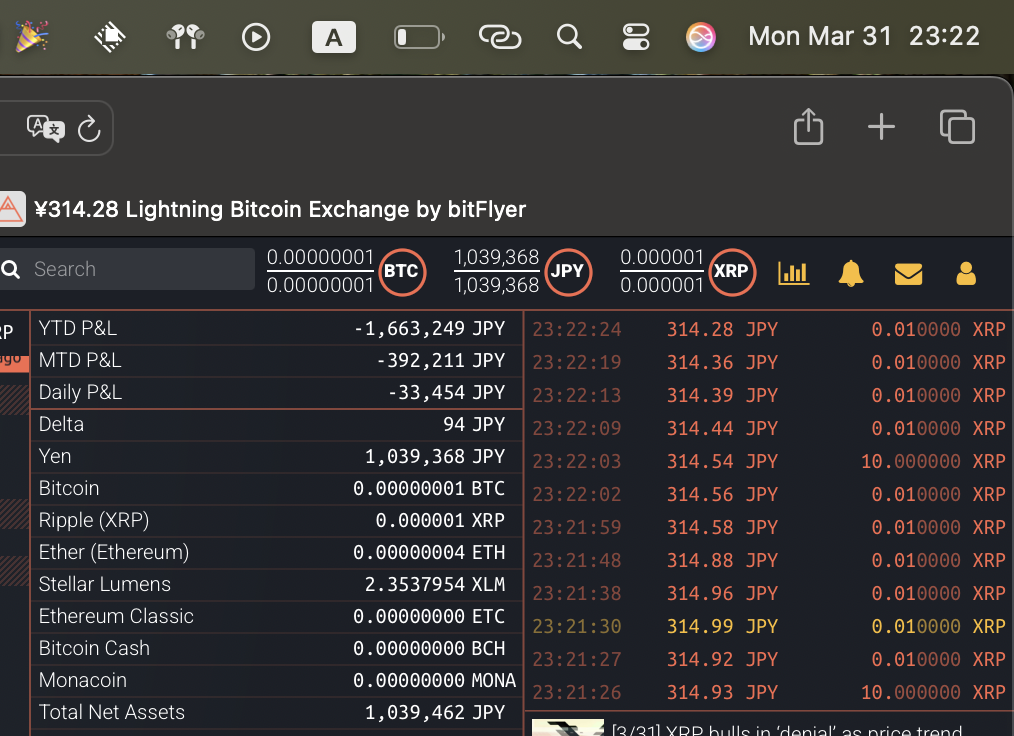 A
Mon Mar 31 23:22
A 文
¥314.28 Lightning Bitcoin Exchange by bitFlyer
Search
0.00000001
0.00000001
BTC
1,039,368
1,039,368
JPY
0.000001
0.000001
XRP
YTD P&L -1,663,249 JPY
MTD P&L -392,211 JPY
Daily P&L -33,454 JPY
Delta 94 JPY
Yen 1,039,368 JPY
Bitcoin 0.00000001 BTC
Ripple (XRP) 0.000001 XRP
Ether (Ethereum) 0.00000004 ETH
Stellar Lumens 2.3537954 XLM
Ethereum Classic 0.00000000 ETC
Bitcoin Cash 0.00000000 BCH
Monacoin 0.00000000 MONA
Total Net Assets 1,039,462 JPY
23:22:24 314.28 JPY 0.010000 XRP
23:22:19 314.36 JPY 0.010000 XRP
23:22:13 314.39 JPY 0.010000 XRP
23:22:09 314.44 JPY 0.010000 XRP
23:22:03 314.54 JPY 10.000000 XRP
23:22:02 314.56 JPY 0.010000 XRP
23:21:59 314.58 JPY 0.010000 XRP
23:21:48 314.88 JPY 0.010000 XRP
23:21:38 314.96 JPY 0.010000 XRP
23:21:30 314.99 JPY 0.010000 XRP
23:21:27 314.92 JPY 0.010000 XRP
23:21:26 314.93 JPY 10.000000 XRP
[3/31] XRP bulls in 'denial' as price trend